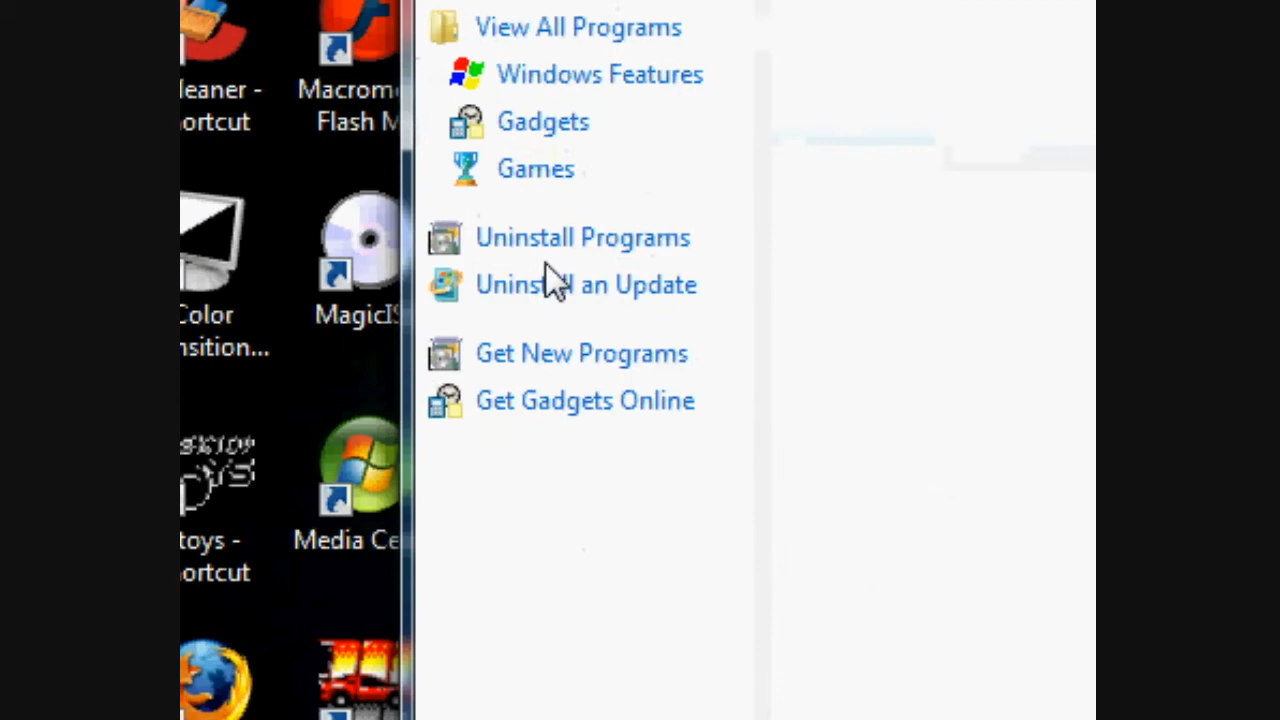 leaner -
ortcut
Macrom
Flash M
Color
nsition...
MagicIS
toys -
ortcut
Media Ce
View All Programs
Windows Features
Gadgets
Games
Uninstall Programs
Uninstall an Update
Get New Programs
Get Gadgets Online